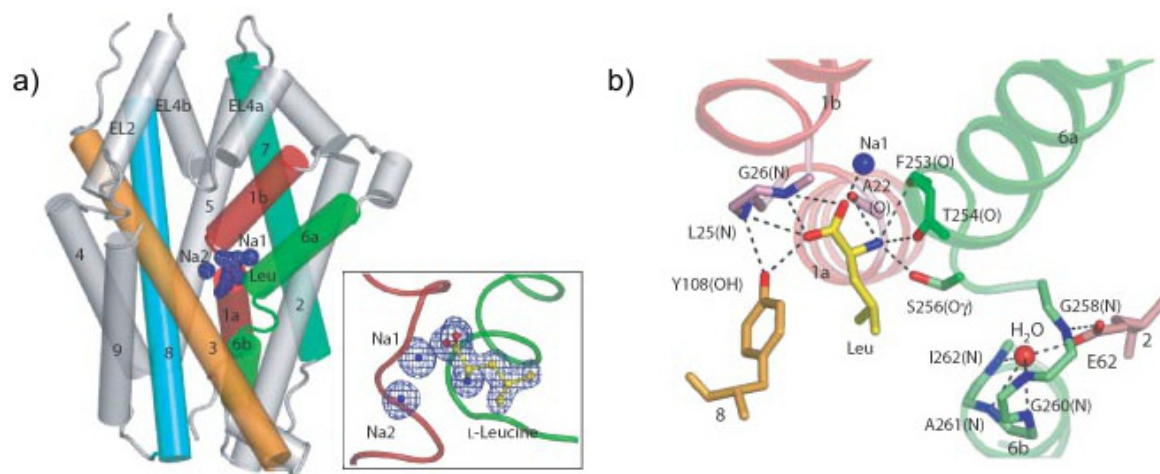 a)
EL2
EL4b
EL4a
7
1b
5
6a
Na2
Na1
Leu
4
1a
2
6b
9
8
3
Na1
Na2
L-Leucine
b)
1b
6a
Na1
G26(N)
F253(O)
A22
(O)
T254(O)
L25(N)
1a
Y108(OH)
S256(Oγ)
G258(N)
H2O
Leu
E62
2
I262(N)
8
G260(N)
A261(N)
6b